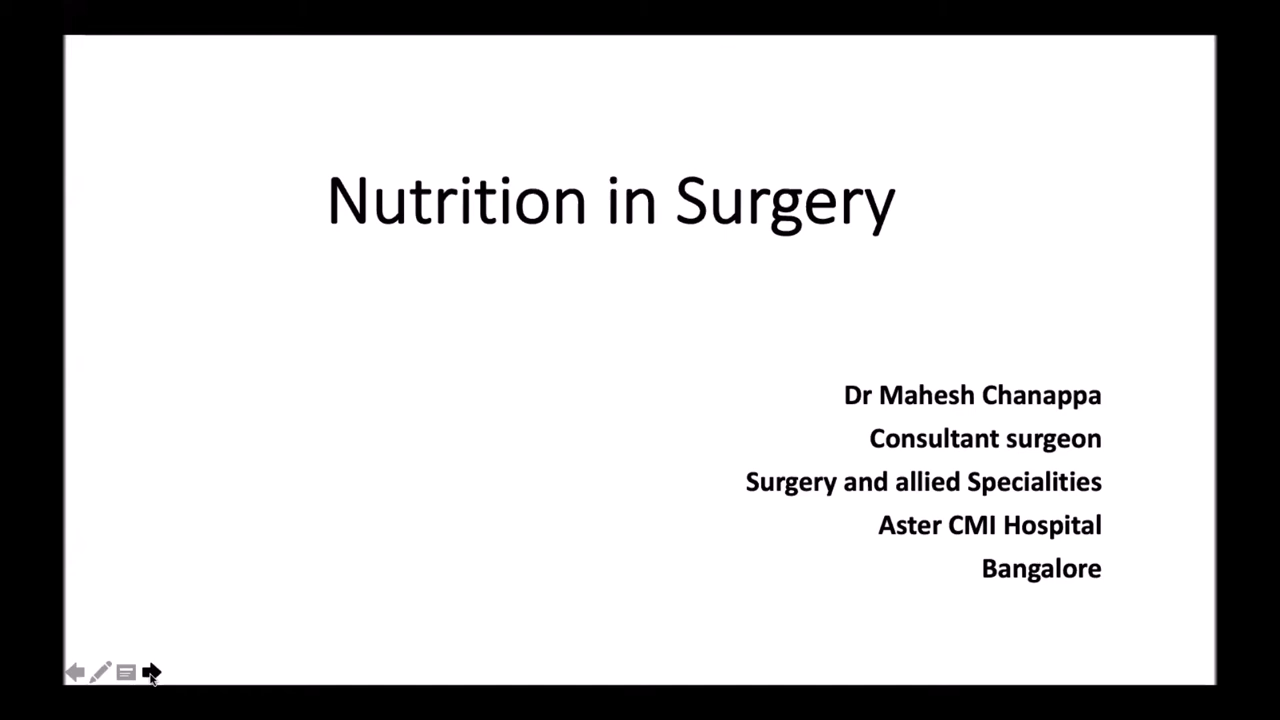 Nutrition in Surgery
Dr Mahesh Chanappa
Consultant surgeon
Surgery and allied Specialities
Aster CMI Hospital
Bangalore